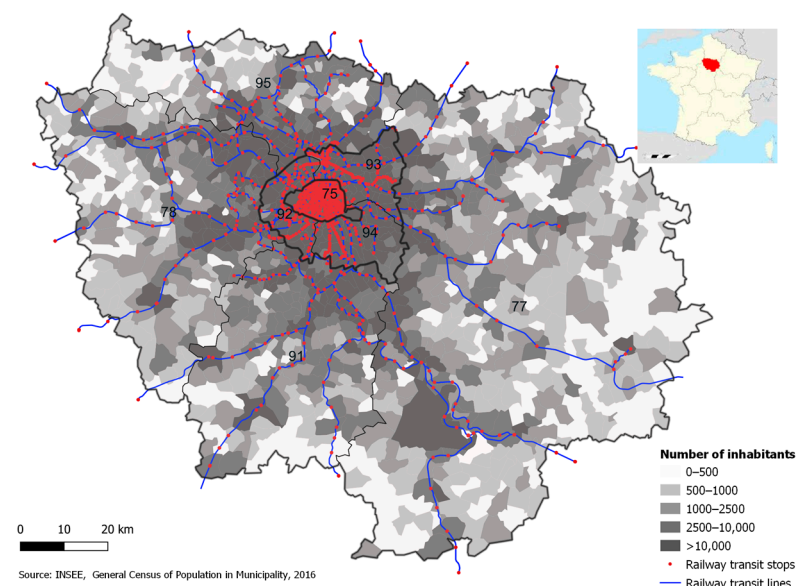 95
93
75
78
92
94
77
91
Number of inhabitants
0–500
500–1000
1000–2500
2500–10,000
>10,000
Railway transit stops
Railway transit lines
0 10 20 km
Source: INSEE, General Census of Population in Municipality, 2016